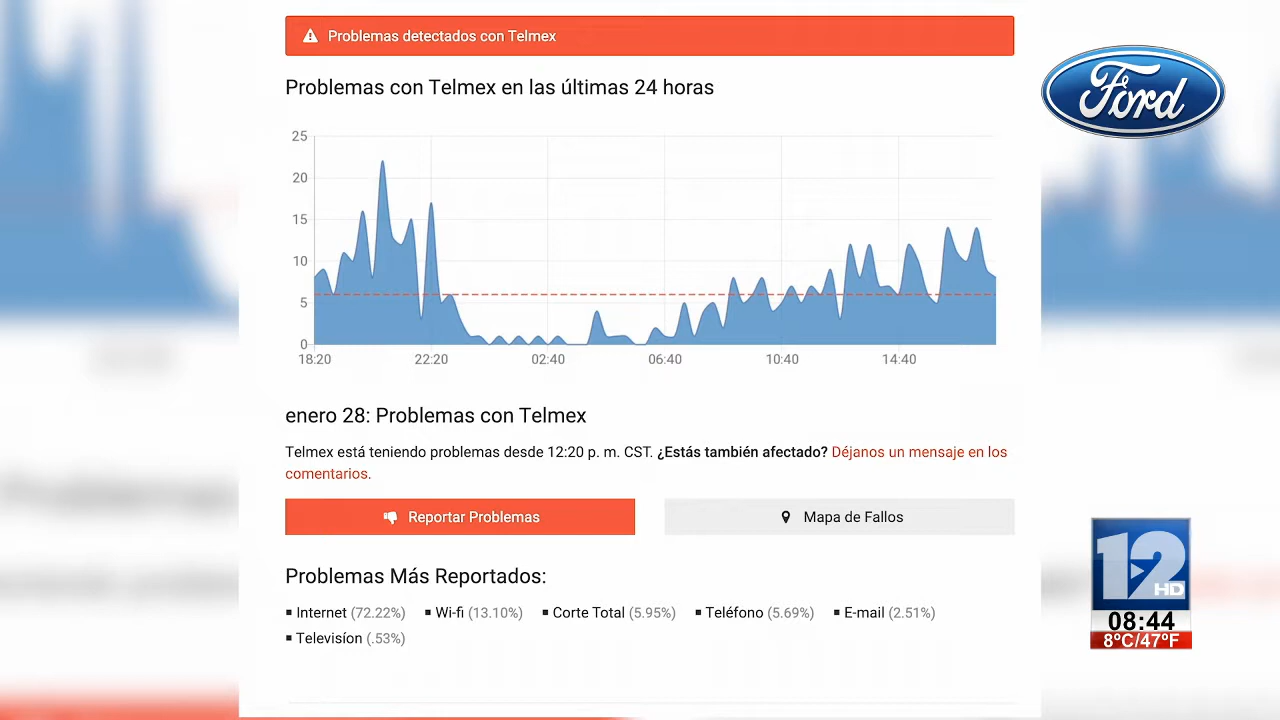 Problemas detectados con Telmex
Ford
Problemas con Telmex en las últimas 24 horas
25
20
15
10
5
0
18:20 22:20 02:40 06:40 10:40 14:40
enero 28: Problemas con Telmex
Telmex está teniendo problemas desde 12:20 p. m. CST. ¿Estás también afectado? Déjanos un mensaje en los
comentarios.
Reportar Problemas Mapa de Fallos
Problemas Más Reportados:
Internet (72.22%) Wi-fi (13.10%) Corte Total (5.95%) Teléfono (5.69%) E-mail (2.51%)
Televisíon (.53%)
12
HD
08:44
8ºC/47ºF